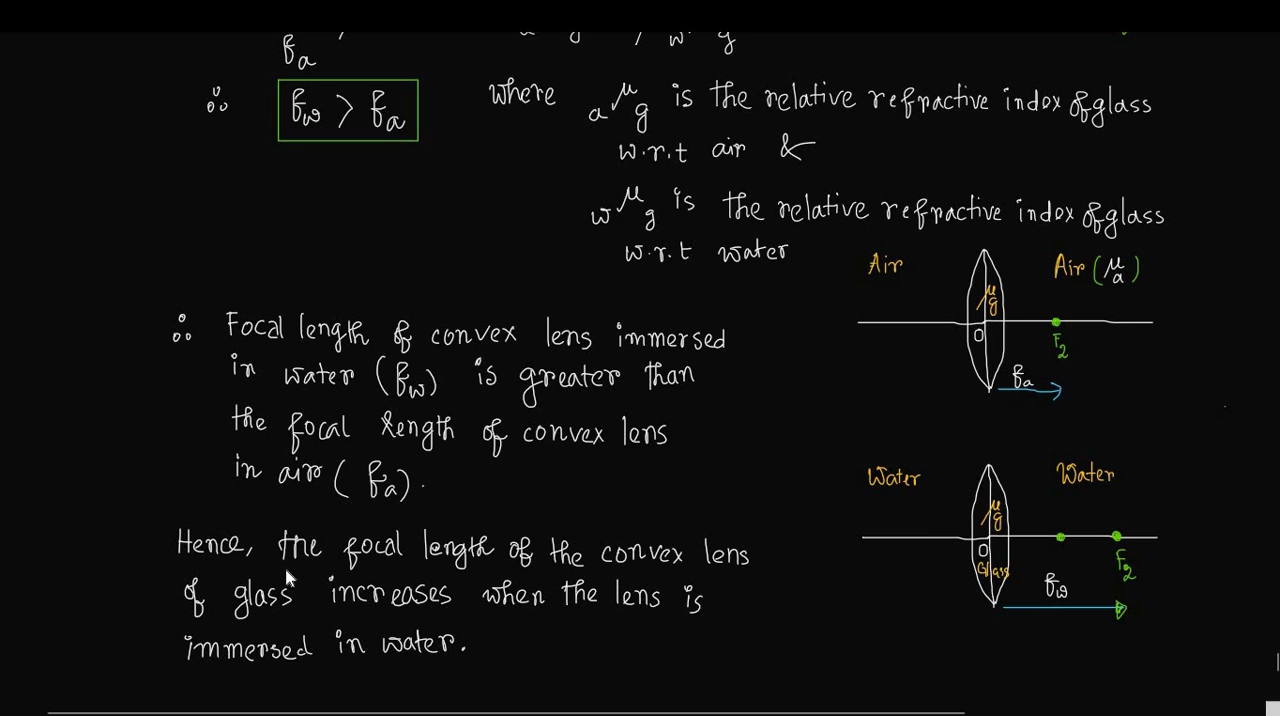 f_a
∴ f_w > f_a where aμg is the relative refractive index of glass
w.r.t air &
wμg is the relative refractive index of glass
w.r.t water
Air Air (μa)
μg
O
F2
fa
∴ Focal length of convex lens immersed
in water (fw) is greater than
the focal length of convex lens
in air (fa).
Water Water
μg
O
Glass
F2
fw
Hence, the focal length of the convex lens
of glass increases when the lens is
immersed in water.